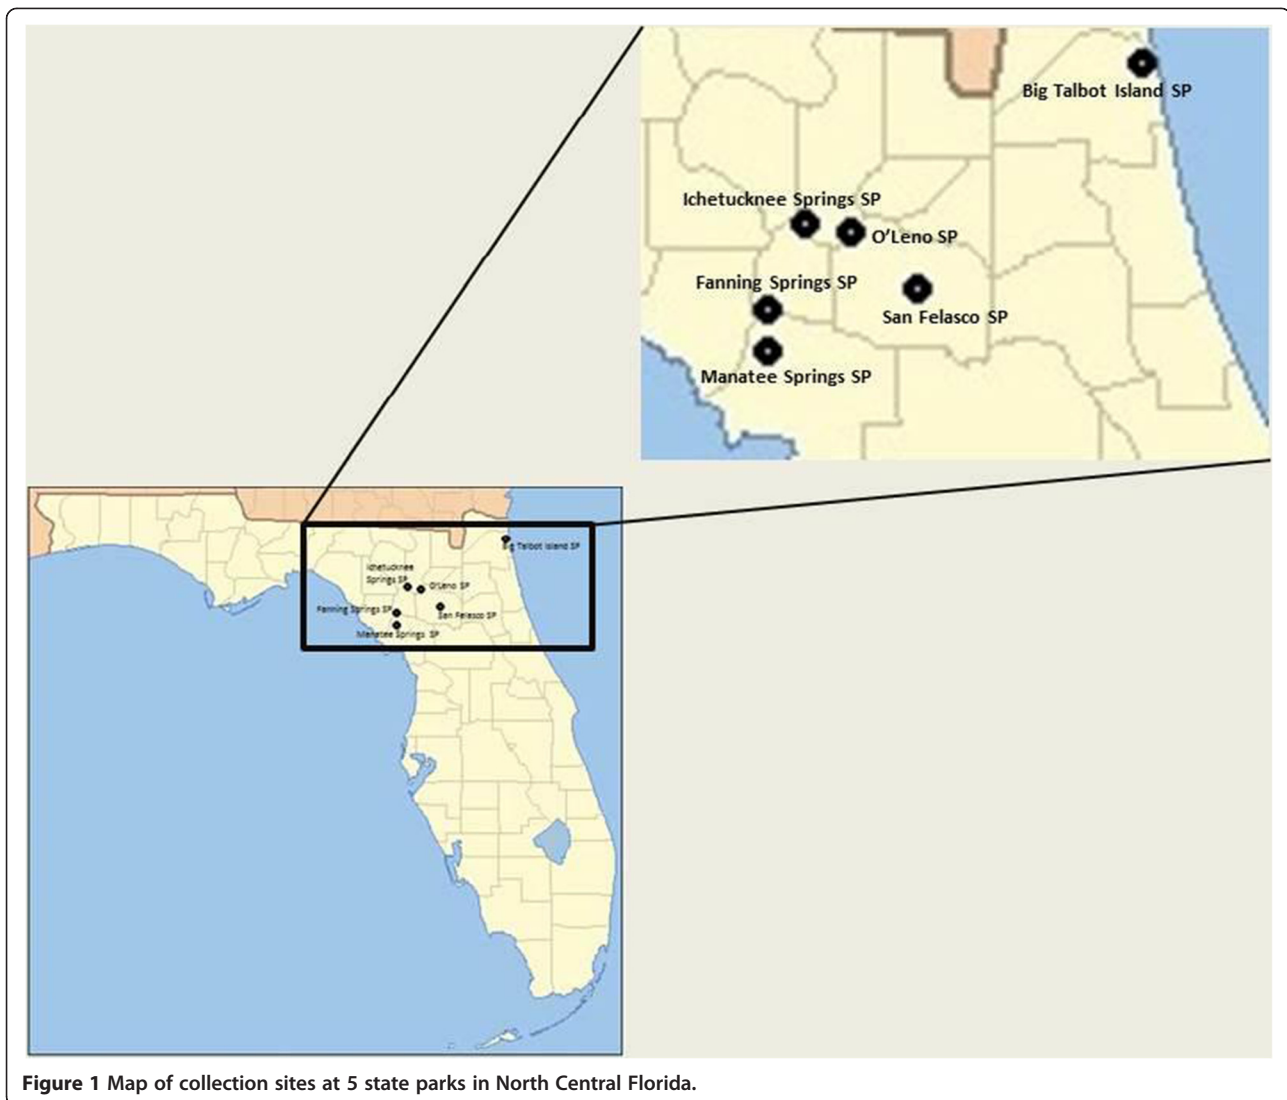 Big Talbot Island SP
Ichetucknee Springs SP
O'Leno SP
Fanning Springs SP
San Felasco SP
Manatee Springs SP
Big Talbot Island SP
Ichetucknee
Springs SP
O'Leno SP
Fanning Springs SP
San Felasco SP
Manatee Springs SP
Figure 1 Map of collection sites at 5 state parks in North Central Florida.